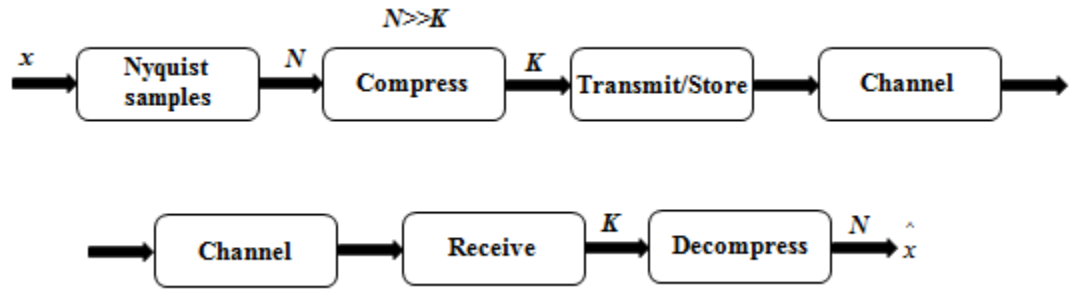 N>>K
x
Nyquist
samples
N
Compress
K
Transmit/Store
Channel
Channel
Receive
K
Decompress
N
x̂